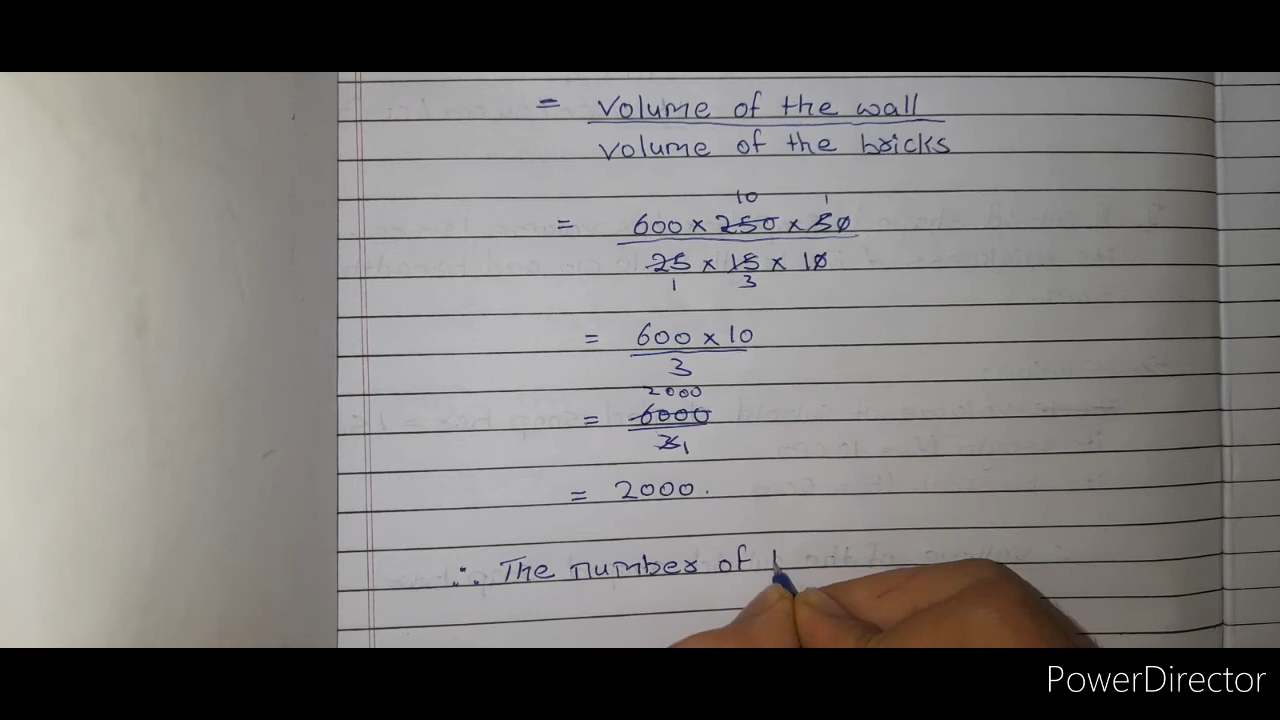 = Volume of the wall
volume of the bricks
10 1
= 600 × 250 × 50
25 × 15 × 10
1 3
= 600 × 10
3
2000
= 6000
3 1
= 2000.
∴ The number of
PowerDirector